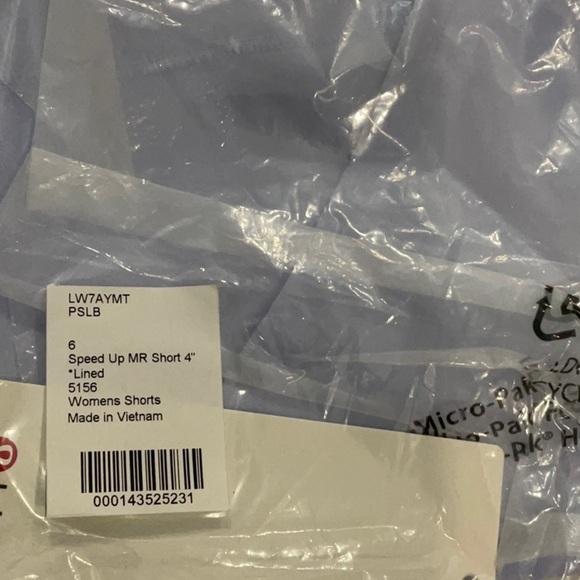 LW7AYMT
PSLB
6
Speed Up MR Short 4"
*Lined
5156
Womens Shorts
Made in Vietnam
000143525231
Micro-Pak